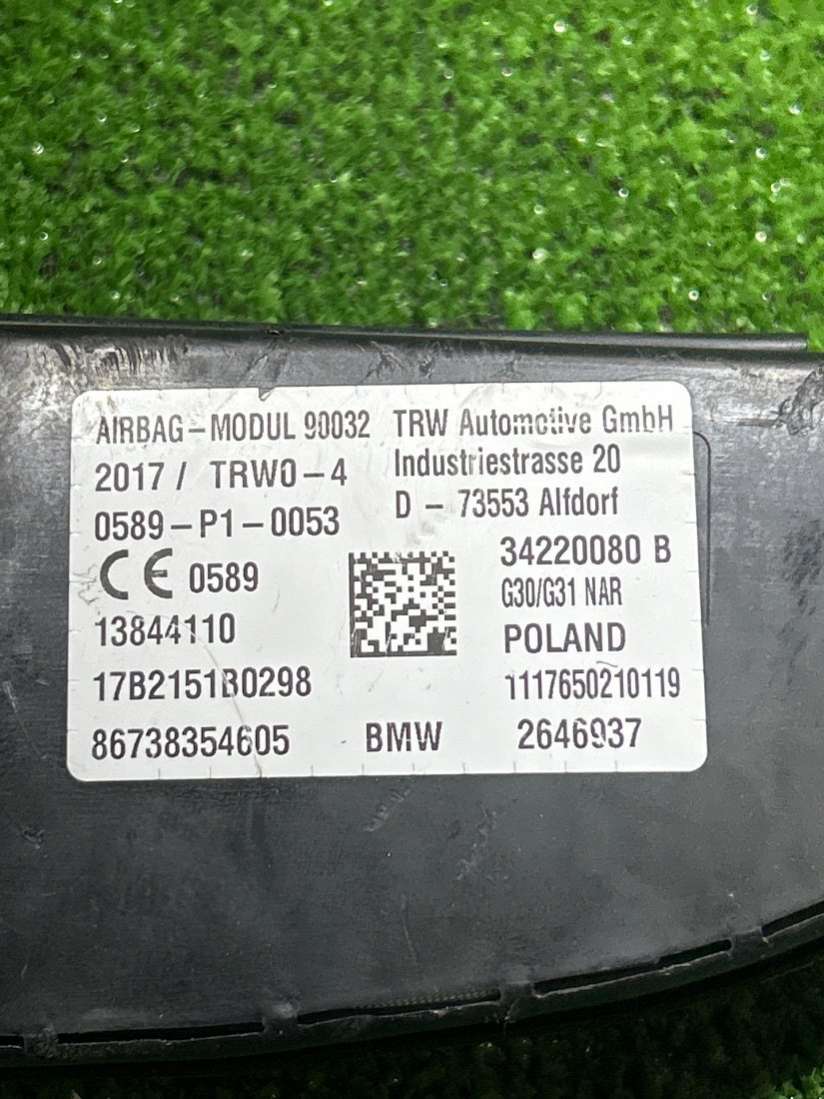 AIRBAG-MODUL 90032 TRW Automotive GmbH
2017 / TRW0-4 Industriestrasse 20
0589-P1-0053 D - 73553 Alfdorf
CE 0589 34220080 B
G30/G31 NAR
13844110 POLAND
17B2151B0298 1117650210119
86738354605 BMW 2646937